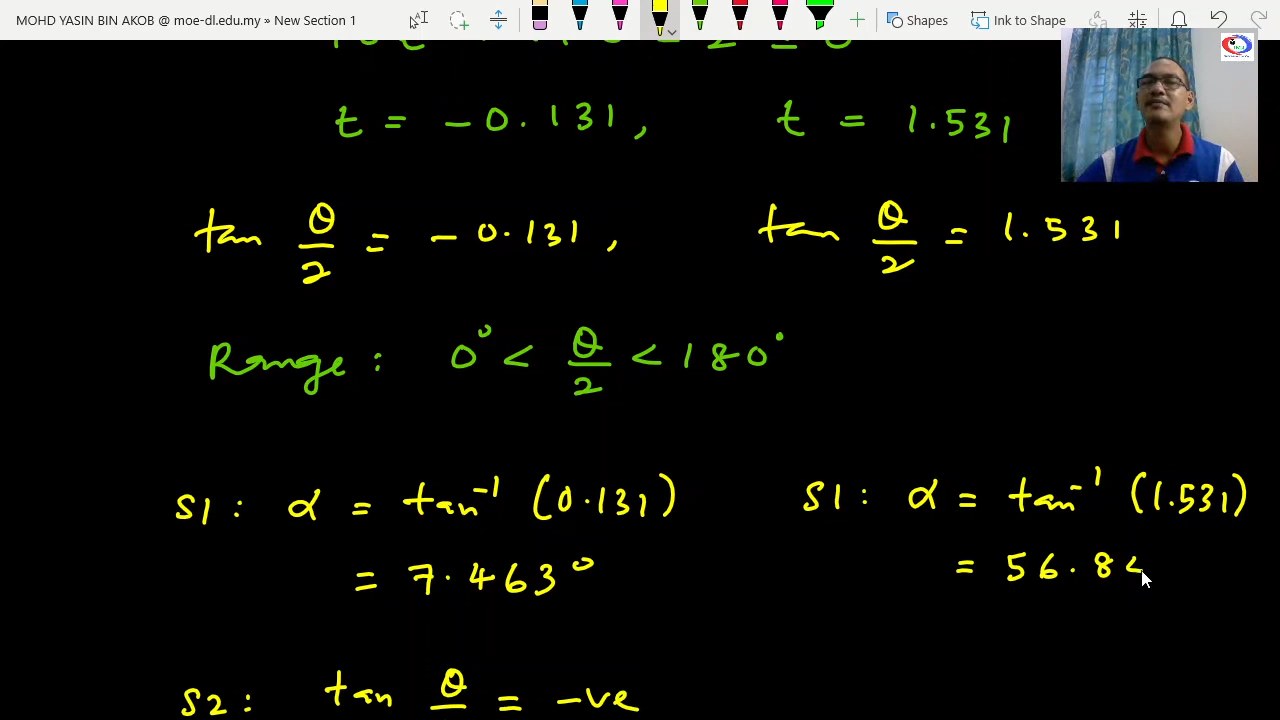 MOHD YASIN BIN AKOB @ moe-dl.edu.my » New Section 1
Shapes
Ink to Shape
t = -0.131, t = 1.531
tan θ/2 = -0.131, tan θ/2 = 1.531
Range: 0° < θ/2 < 180°
S1: α = tan⁻¹ (0.131) S1: α = tan⁻¹ (1.531)
= 7.463° = 56.84
S2: tan θ = -ve